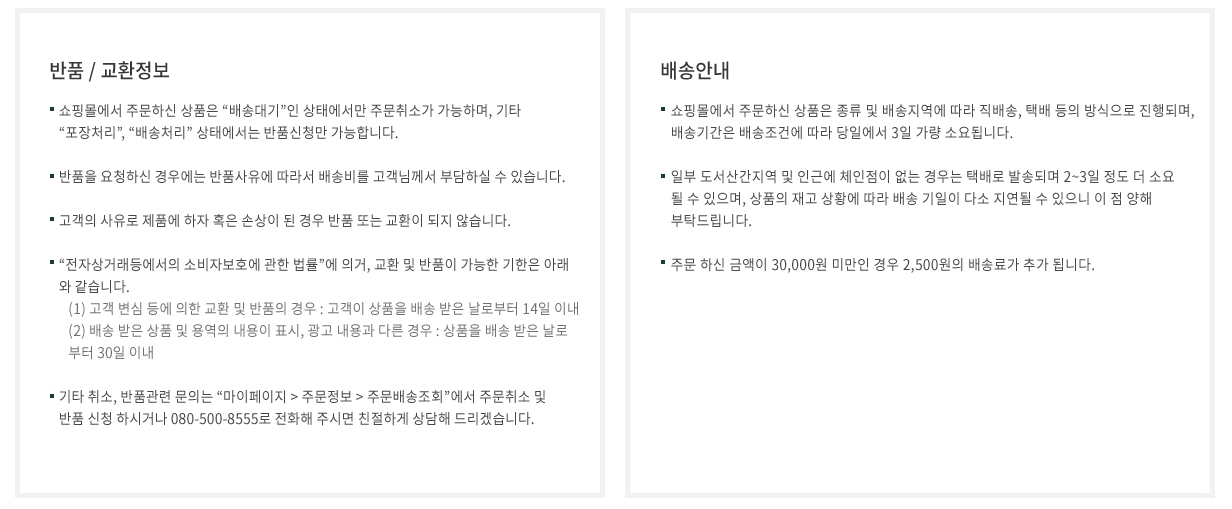 반품 / 교환정보
쇼핑몰에서 주문하신 상품은 “배송대기”인 상태에서만 주문취소가 가능하며, 기타
“포장처리”, “배송처리” 상태에서는 반품신청만 가능합니다.
반품을 요청하신 경우에는 반품사유에 따라서 배송비를 고객님께서 부담하실 수 있습니다.
고객의 사유로 제품에 하자 혹은 손상이 된 경우 반품 또는 교환이 되지 않습니다.
“전자상거래등에서의 소비자보호에 관한 법률”에 의거, 교환 및 반품이 가능한 기한은 아래
와 같습니다.
(1) 고객 변심 등에 의한 교환 및 반품의 경우 : 고객이 상품을 배송 받은 날로부터 14일 이내
(2) 배송 받은 상품 및 용역의 내용이 표시, 광고 내용과 다른 경우 : 상품을 배송 받은 날로
부터 30일 이내
기타 취소, 반품관련 문의는 “마이페이지 > 주문정보 > 주문배송조회”에서 주문취소 및
반품 신청 하시거나 080-500-8555로 전화해 주시면 친절하게 상담해 드리겠습니다.
배송안내
쇼핑몰에서 주문하신 상품은 종류 및 배송지역에 따라 직배송, 택배 등의 방식으로 진행되며,
배송기간은 배송조건에 따라 당일에서 3일 가량 소요됩니다.
일부 도서산간지역 및 인근에 체인점이 없는 경우는 택배로 발송되며 2~3일 정도 더 소요
될 수 있으며, 상품의 재고 상황에 따라 배송 기일이 다소 지연될 수 있으니 이 점 양해
부탁드립니다.
주문 하신 금액이 30,000원 미만인 경우 2,500원의 배송료가 추가 됩니다.